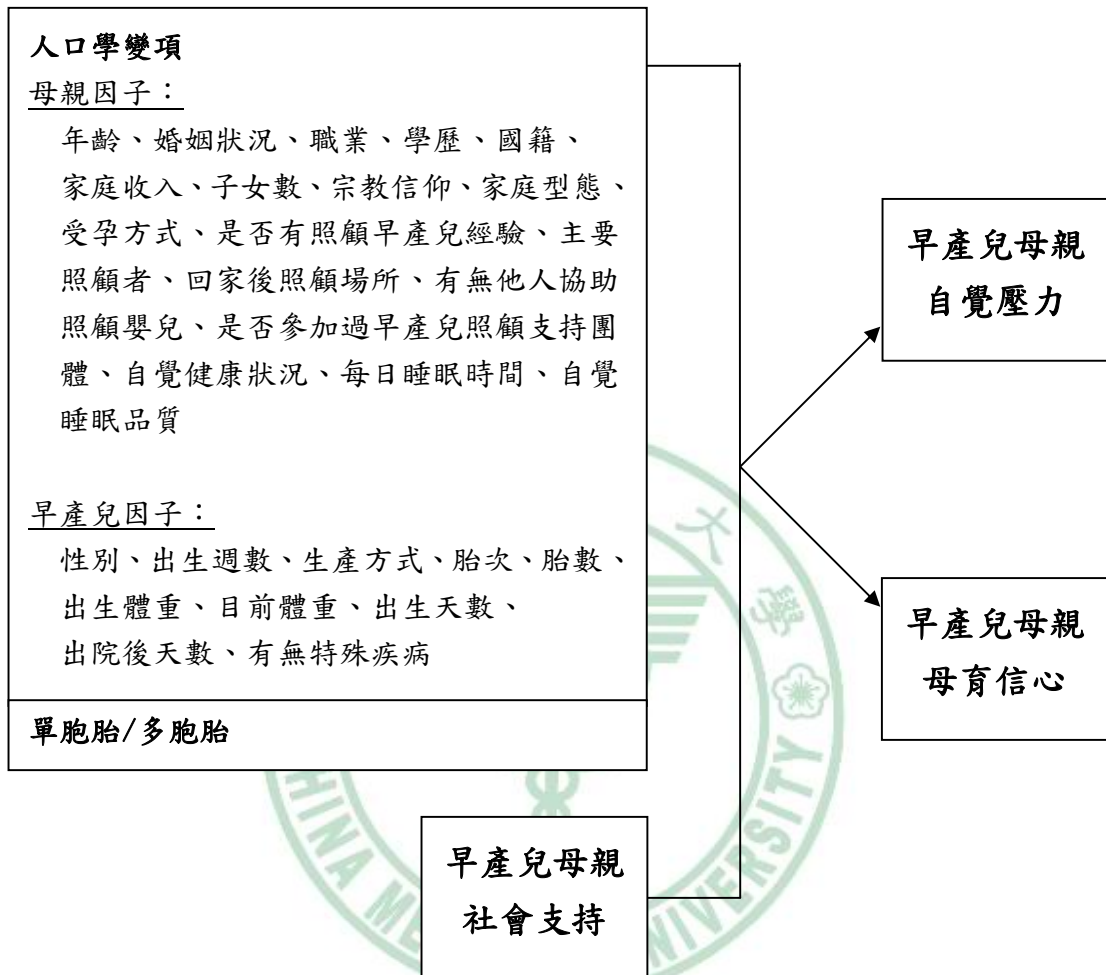 人口學變項
母親因子：
年齡、婚姻狀況、職業、學歷、國籍、
家庭收入、子女數、宗教信仰、家庭型態、
受孕方式、是否有照顧早產兒經驗、主要
照顧者、回家後照顧場所、有無他人協助
照顧嬰兒、是否參加過早產兒照顧支持團
體、自覺健康狀況、每日睡眠時間、自覺
睡眠品質
早產兒因子：
性別、出生週數、生產方式、胎次、胎數、
出生體重、目前體重、出生天數、
出院後天數、有無特殊疾病
單胞胎/多胞胎
早產兒母親
社會支持
早產兒母親
自覺壓力
早產兒母親
母育信心
大學
HINA ME UNIVERSITY